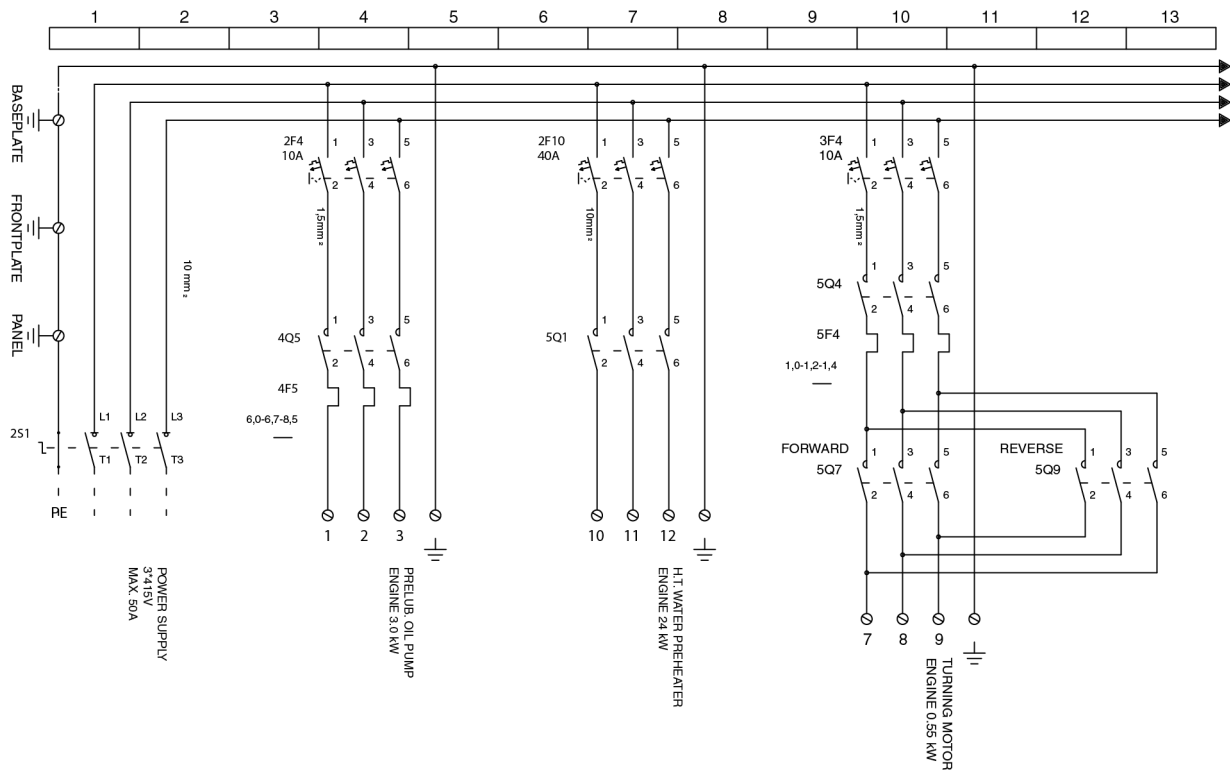 1 2 3 4 5 6 7 8 9 10 11 12 13
BASEPLATE
FRONTPLATE
PANEL
2S1
PE
L1 L2 L3
T1 T2 T3
10 mm²
POWER SUPPLY
3*415V
MAX. 50A
2F4
10A
1 3 5
2 4 6
1,5mm²
4Q5
1 3 5
2 4 6
4F5
6,0-6,7-8,5
1 2 3
PRELUB. OIL PUMP
ENGINE 3.0 kW
2F10
40A
1 3 5
2 4 6
10mm²
5Q1
1 3 5
2 4 6
10 11 12
H.T. WATER PREHEATER
ENGINE 24 kW
3F4
10A
1 3 5
2 4 6
1,5mm²
5Q4
1 3 5
2 4 6
5F4
1,0-1,2-1,4
FORWARD
5Q7
1 3 5
2 4 6
REVERSE
5Q9
1 3 5
2 4 6
7 8 9
TURNING MOTOR
ENGINE 0.55 kW